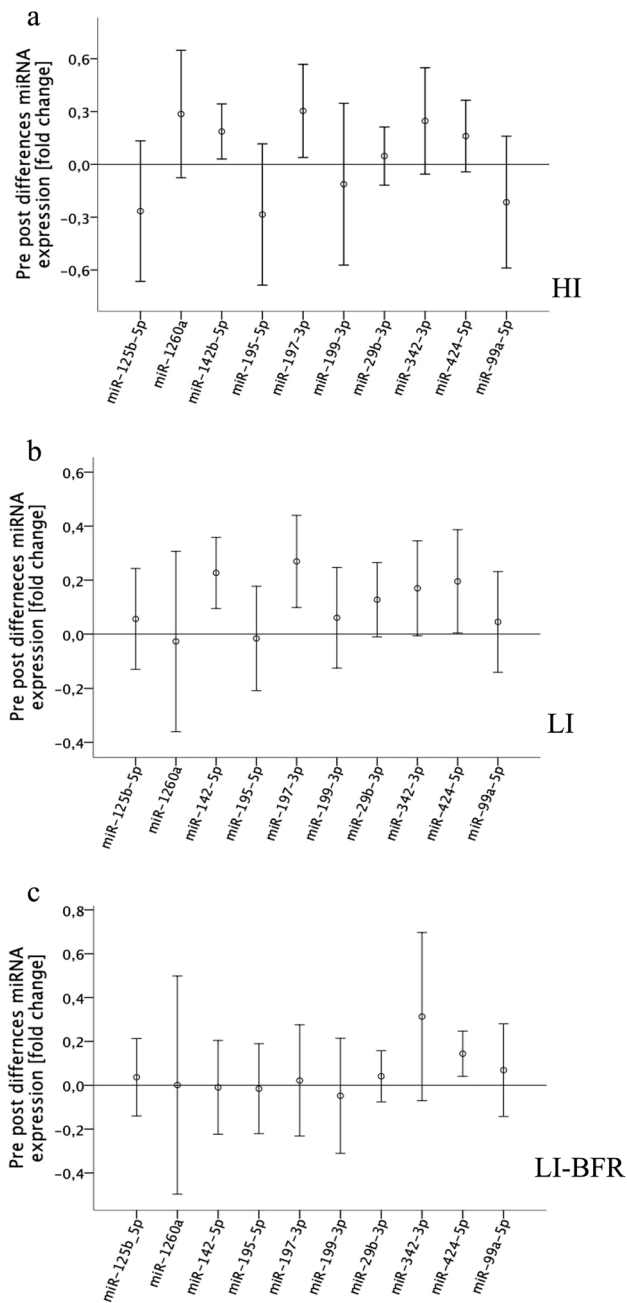 a
Pre post differences miRNA
expression [fold change]
0,6
0,3
0,0
-0,3
-0,6
HI
miR-125b-5p
miR-1260a
miR-142b-5p
miR-195-5p
miR-197-3p
miR-199-3p
miR-29b-3p
miR-342-3p
miR-424-5p
miR-99a-5p
b
Pre post differneces miRNA
expression [fold change]
0,6
0,4
0,2
0,0
-0,2
-0,4
LI
miR-125b-5p
miR-1260a
miR-142-5p
miR-195-5p
miR-197-3p
miR-199-3p
miR-29b-3p
miR-342-3p
miR-424-5p
miR-99a-5p
c
Pre post differnces miRNA
expression [fold change]
0,8
0,6
0,4
0,2
0,0
-0,2
-0,4
LI-BFR
miR-125b_5p
miR-1260a
miR-142-5p
miR-195-5p
miR-197-3p
miR-199-3p
miR-29b-3p
miR-342-3p
miR-424-5p
miR-99a-5p